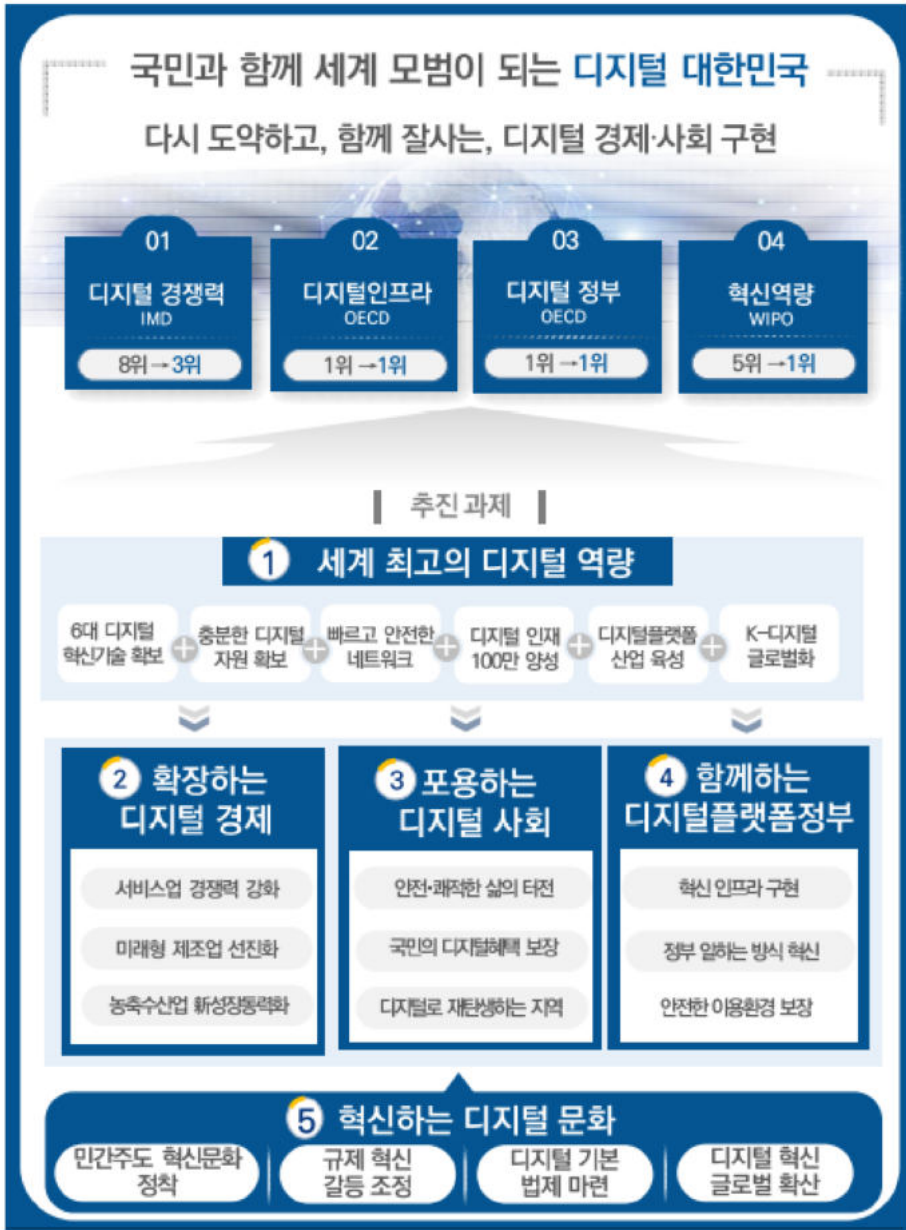 국민과 함께 세계 모범이 되는 디지털 대한민국
다시 도약하고, 함께 잘사는, 디지털 경제·사회 구현
01
디지털 경쟁력
IMD
8위→3위
02
디지털인프라
OECD
1위→1위
03
디지털 정부
OECD
1위→1위
04
혁신역량
WIPO
5위→1위
추진 과제
1 세계 최고의 디지털 역량
6대 디지털
혁신기술 확보
+
충분한 디지털
자원 확보
+
빠르고 안전한
네트워크
+
디지털 인재
100만 양성
+
디지털플랫폼
산업 육성
+
K-디지털
글로벌화
2 확장하는
디지털 경제
서비스업 경쟁력 강화
미래형 제조업 선진화
농축수산업 新성장동력화
3 포용하는
디지털 사회
안전·쾌적한 삶의 터전
국민의 디지털혜택 보장
디지털로 재탄생하는 지역
4 함께하는
디지털플랫폼정부
혁신 인프라 구현
정부 일하는 방식 혁신
안전한 이용환경 보장
5 혁신하는 디지털 문화
민간주도 혁신문화
정착
규제 혁신
갈등 조정
디지털 기본
법제 마련
디지털 혁신
글로벌 확산